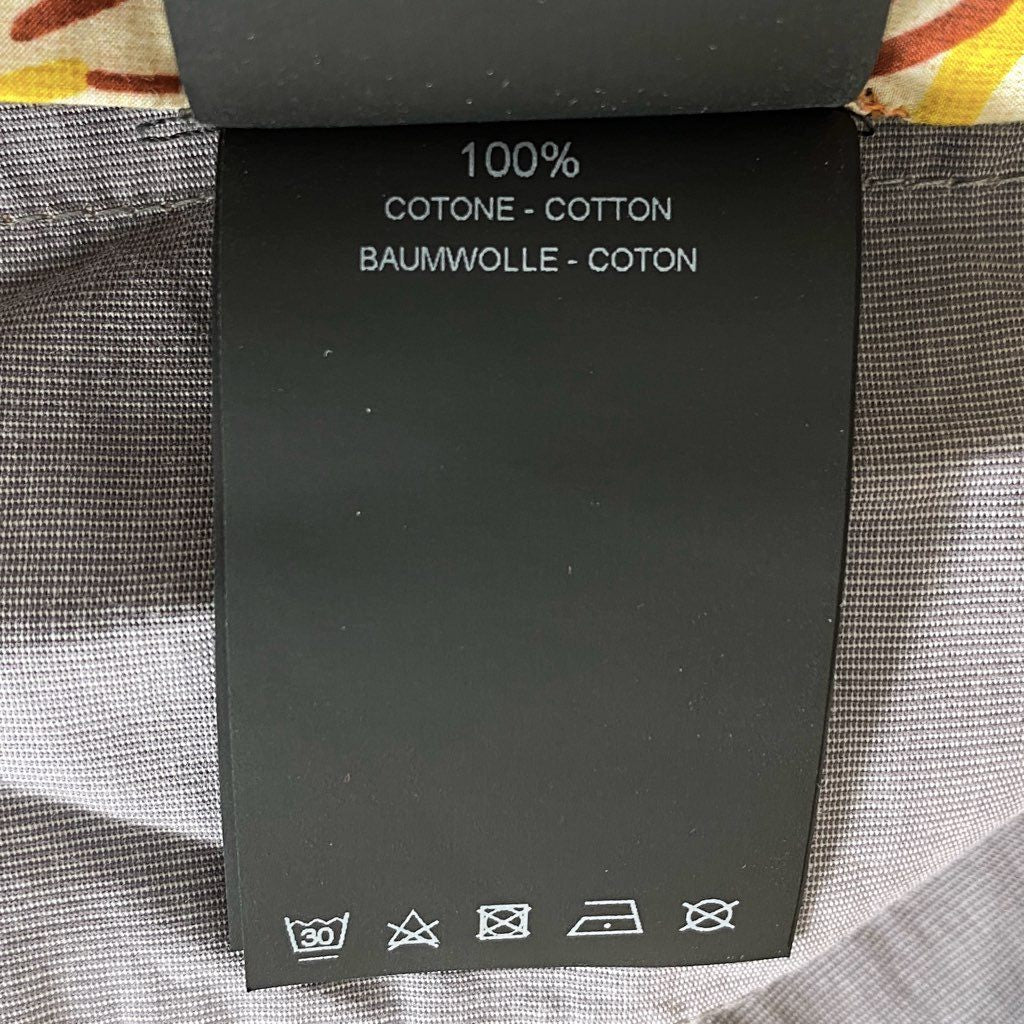 100%
COTONE - COTTON
BAUMWOLLE - COTON
30